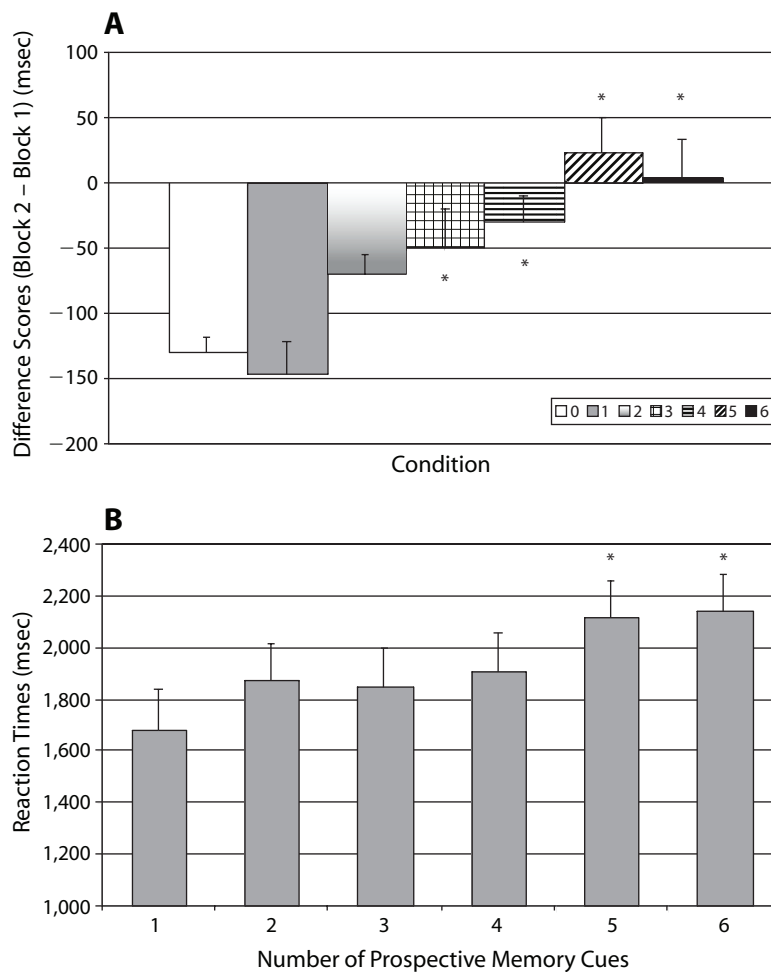 A
Difference Scores (Block 2 – Block 1) (msec)
100
50
0
−50
−100
−150
−200
*
*
*
*
0 1 2 3 4 5 6
Condition
B
Reaction Times (msec)
2,400
2,200
2,000
1,800
1,600
1,400
1,200
1,000
*
*
1 2 3 4 5 6
Number of Prospective Memory Cues